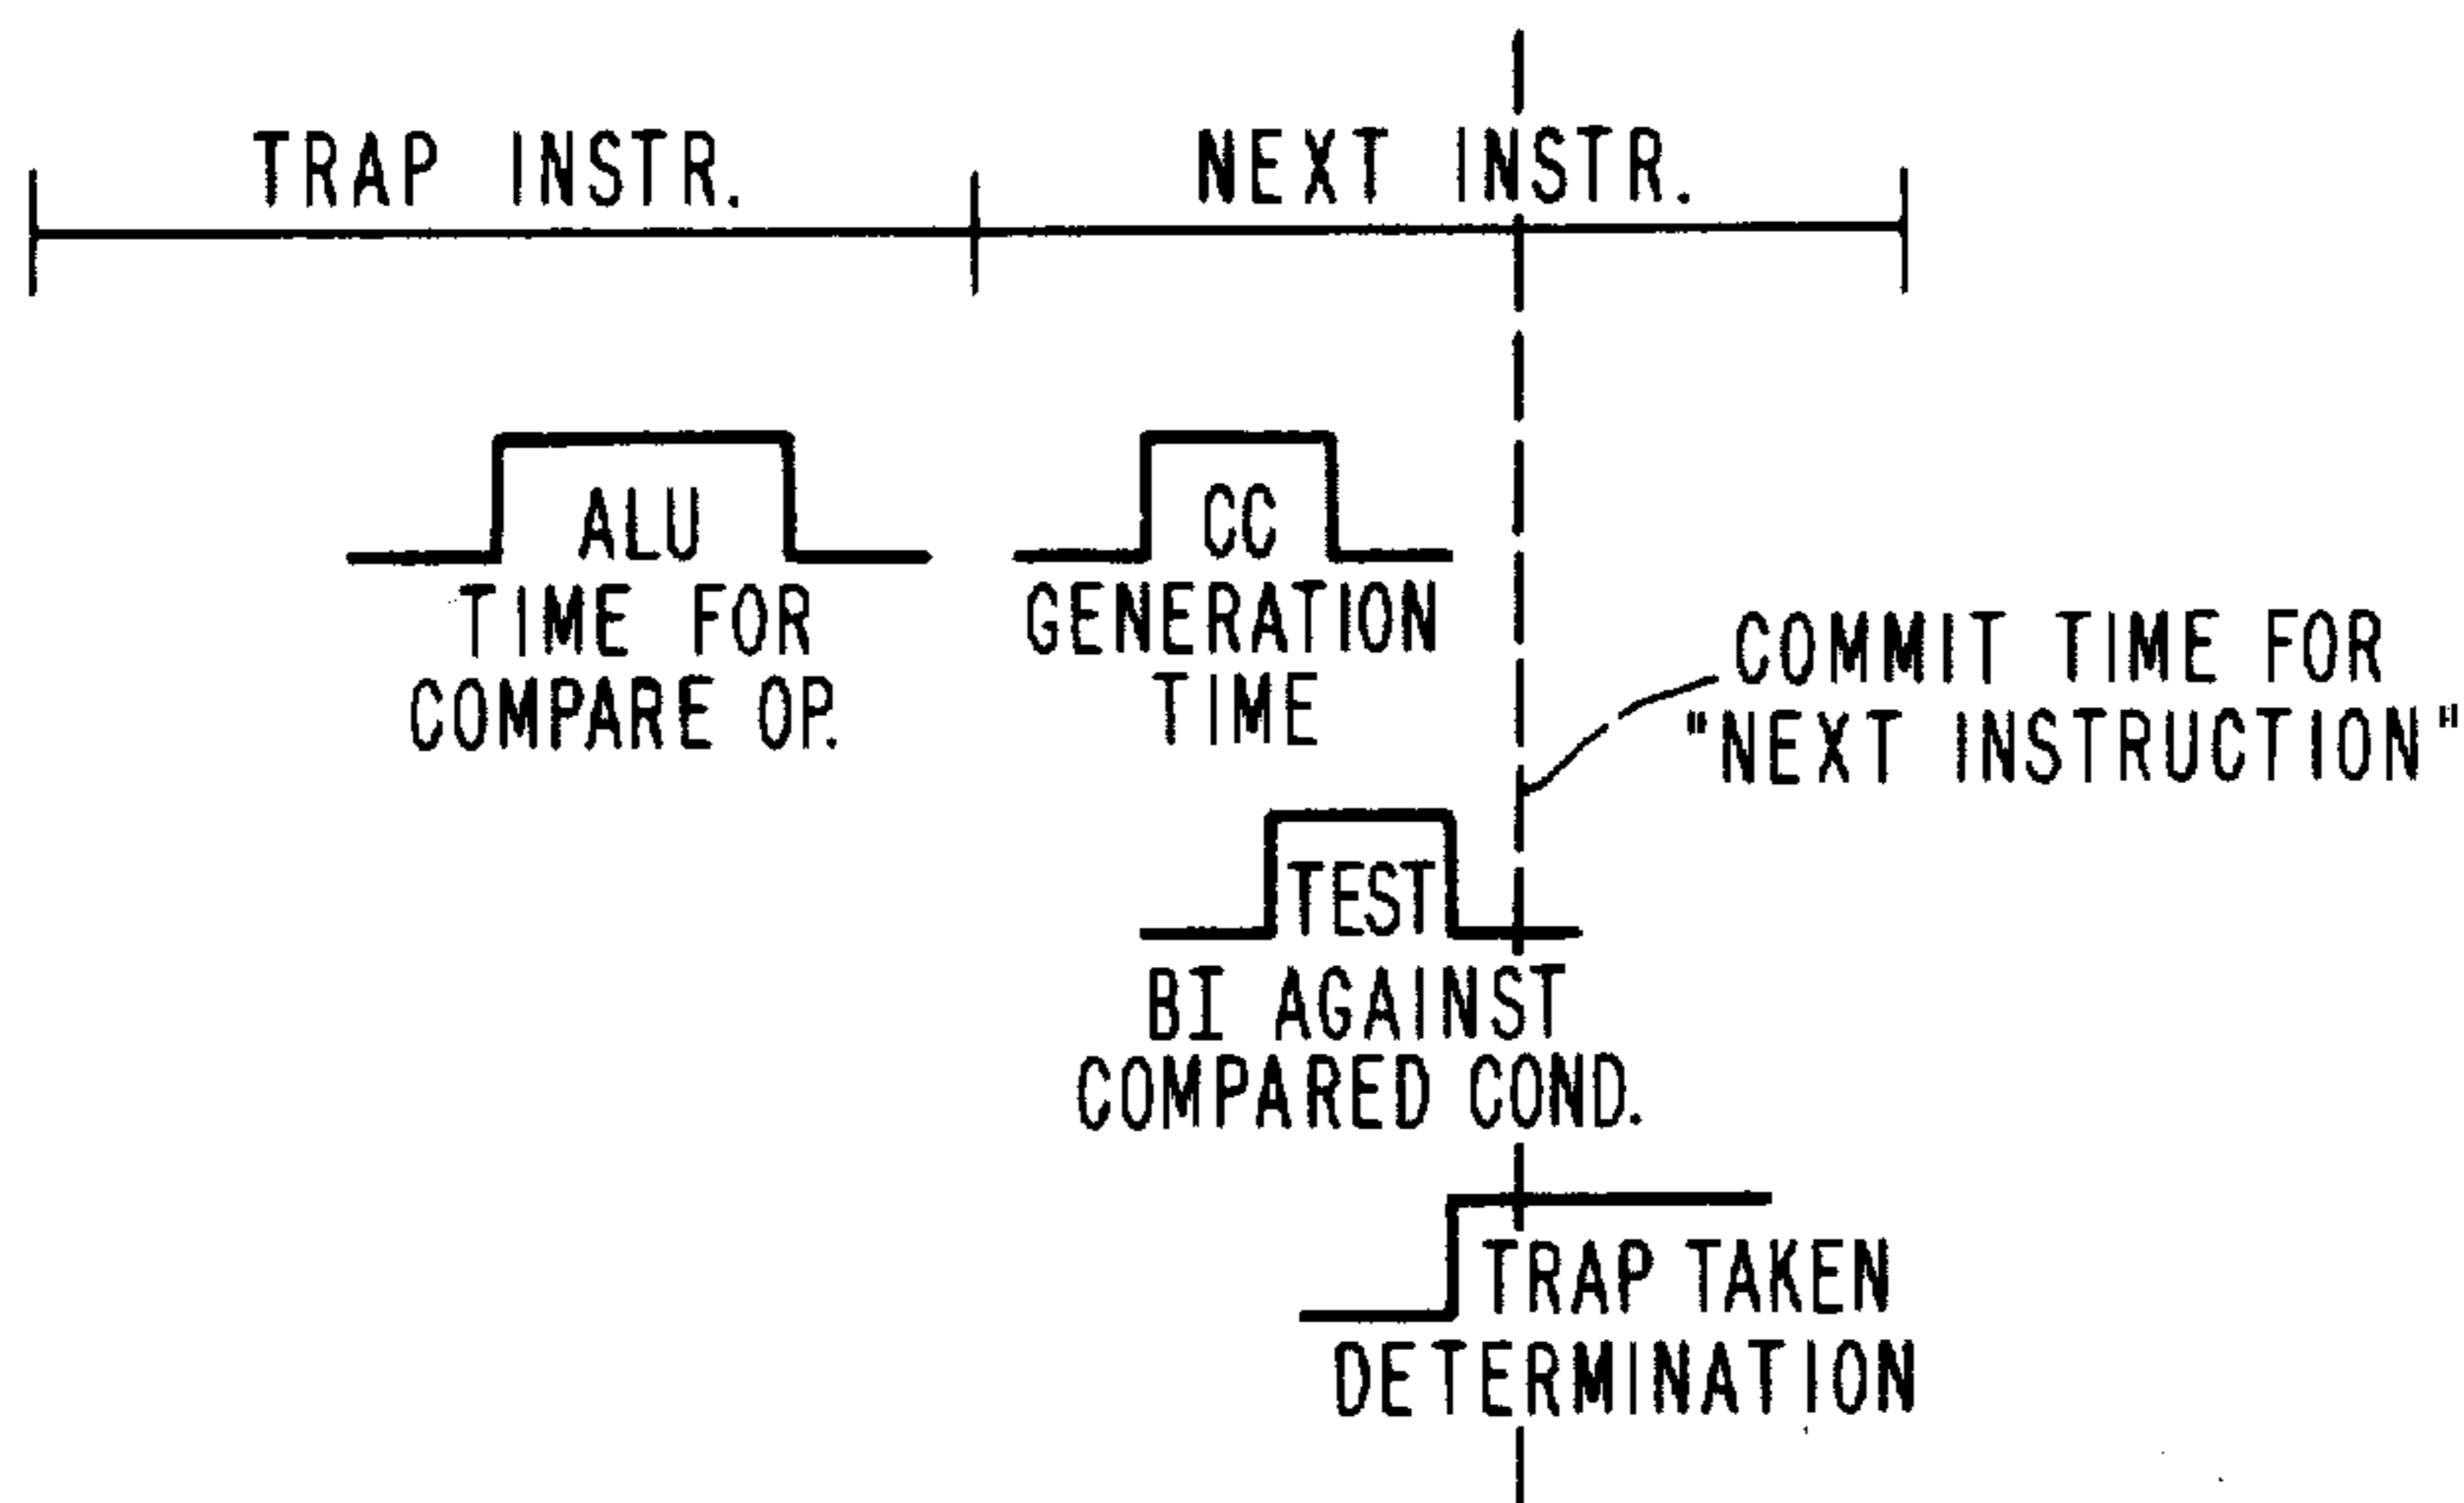 TRAP INSTR.
NEXT INSTR.
ALU
TIME FOR
COMPARE OP.
CC
GENERATION
TIME
COMMIT TIME FOR
"NEXT INSTRUCTION"
TEST
BI AGAINST
COMPARED COND.
TRAP TAKEN
DETERMINATION